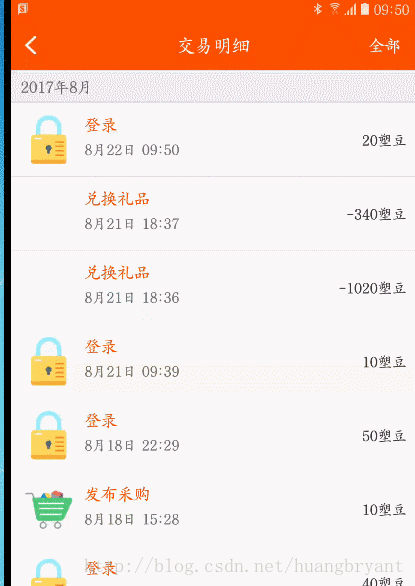 09:50
交易明细
全部
2017年8月
登录
8月22日 09:50
20塑豆
兑换礼品
8月21日 18:37
-340塑豆
兑换礼品
8月21日 18:36
-1020塑豆
登录
8月21日 09:39
10塑豆
登录
8月18日 22:29
50塑豆
发布采购
8月18日 15:28
10塑豆
登录
40塑豆
http://blog.csdn.net/huangbryant